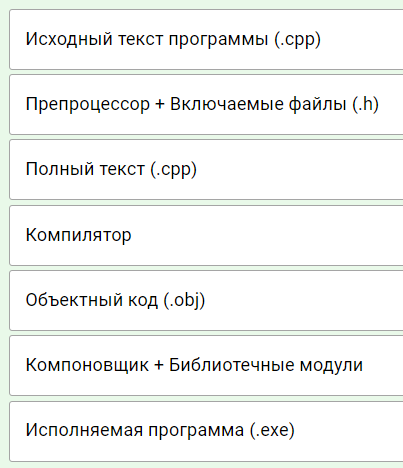 Исходный текст программы (.cpp)
Препроцессор + Включаемые файлы (.h)
Полный текст (.cpp)
Компилятор
Объектный код (.obj)
Компоновщик + Библиотечные модули
Исполняемая программа (.exe)